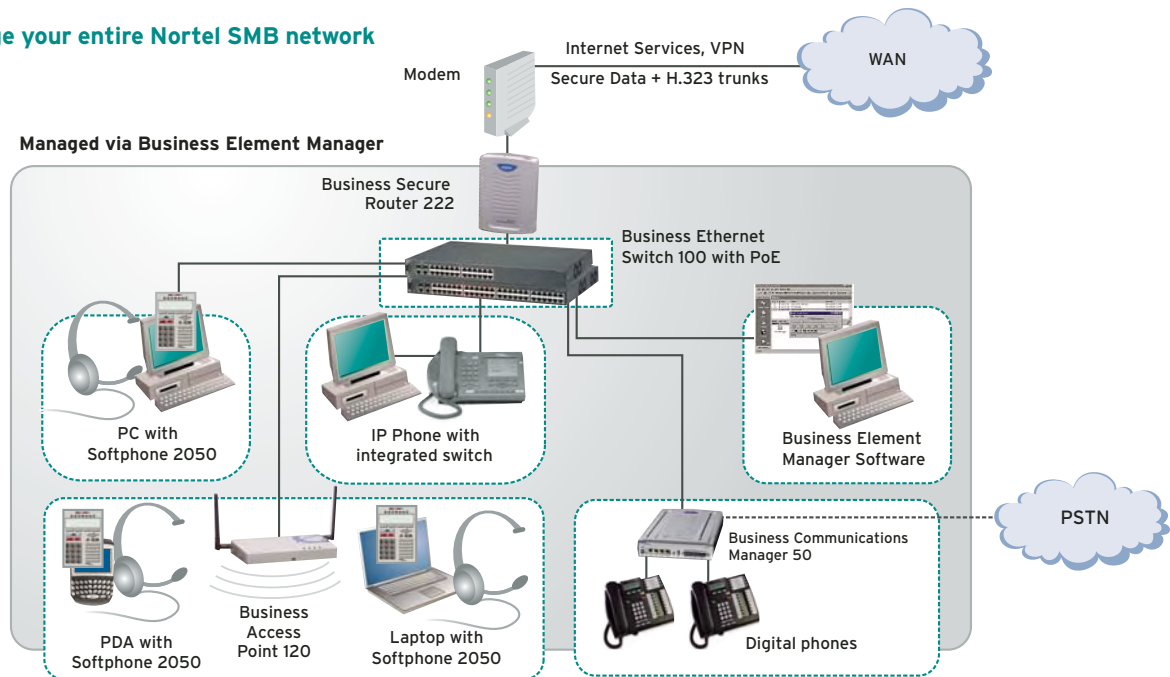 ge your entire Nortel SMB network
Internet Services, VPN
Secure Data + H.323 trunks
WAN
Modem
Managed via Business Element Manager
Business Secure
Router 222
Business Ethernet
Switch 100 with PoE
PC with
Softphone 2050
IP Phone with
integrated switch
Business Element
Manager Software
PSTN
Business Communications
Manager 50
Digital phones
PDA with
Softphone 2050
Business
Access
Point 120
Laptop with
Softphone 2050